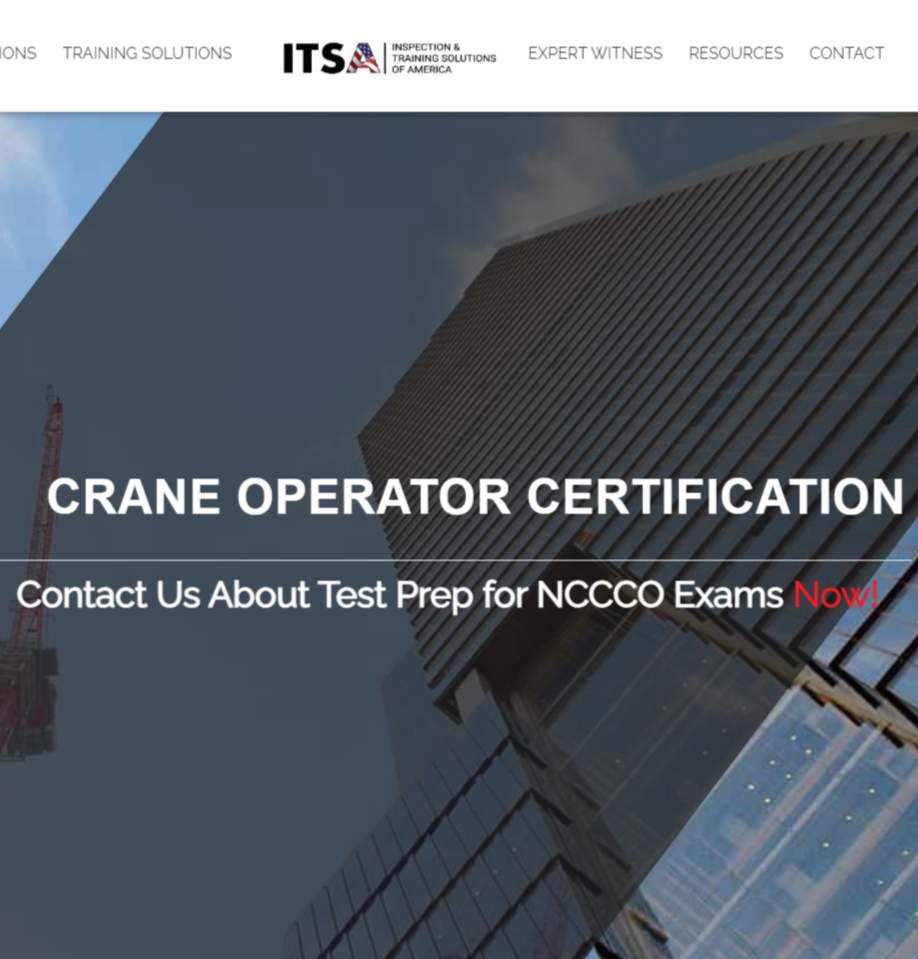 IONS TRAINING SOLUTIONS ITSA INSPECTION & EXPERT WITNESS RESOURCES CONTACT
TRAINING SOLUTIONS
OF AMERICA
CRANE OPERATOR CERTIFICATION
Contact Us About Test Prep for NCCCO Exams Now!